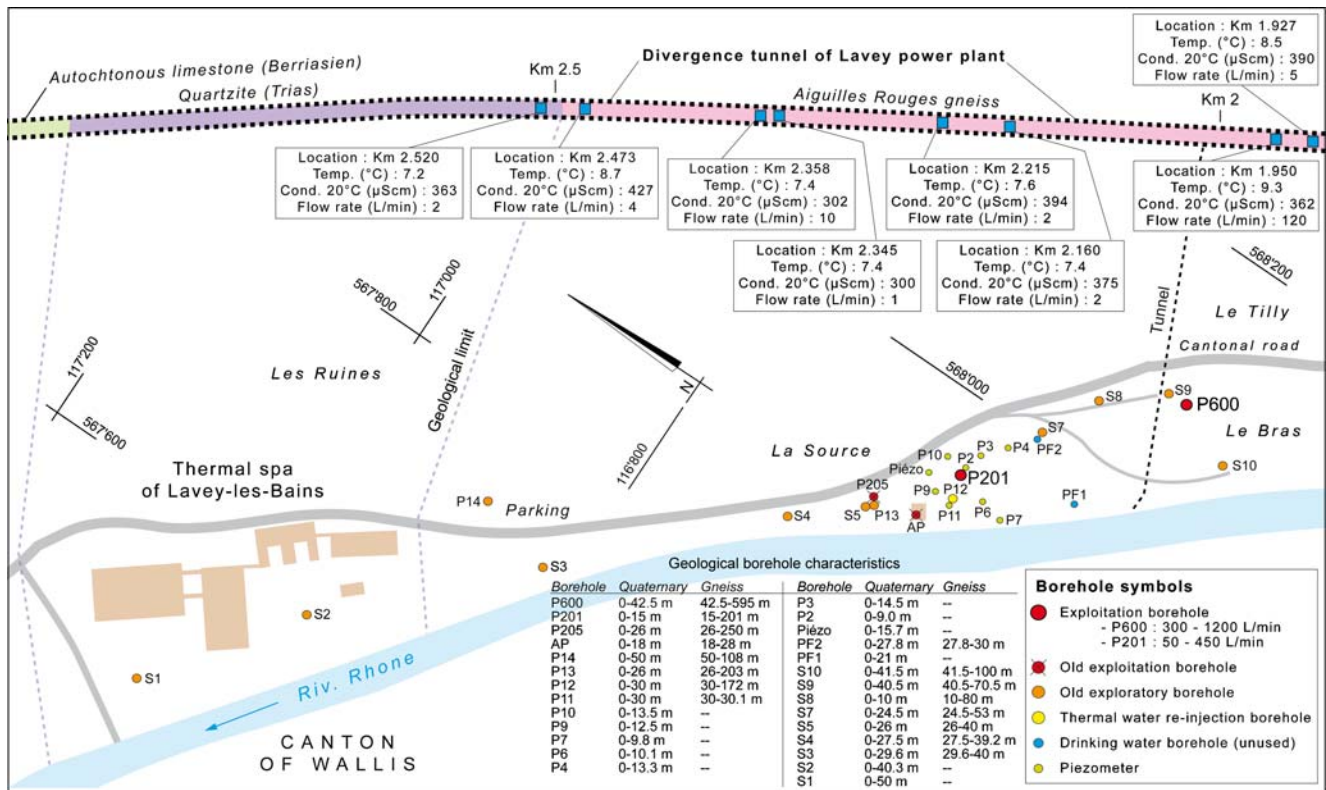 Location : Km 1.927
Temp. (°C) : 8.5
Cond. 20°C (µScm) : 390
Flow rate (L/min) : 5
Autochtonous limestone (Berriasien)
Quartzite (Trias)
Km 2.5
Divergence tunnel of Lavey power plant
Aiguilles Rouges gneiss
Km 2
Location : Km 2.520
Temp. (°C) : 7.2
Cond. 20°C (µScm) : 363
Flow rate (L/min) : 2
Location : Km 2.473
Temp. (°C) : 8.7
Cond. 20°C (µScm) : 427
Flow rate (L/min) : 4
Location : Km 2.358
Temp. (°C) : 7.4
Cond. 20°C (µScm) : 302
Flow rate (L/min) : 10
Location : Km 2.215
Temp. (°C) : 7.6
Cond. 20°C (µScm) : 394
Flow rate (L/min) : 2
Location : Km 1.950
Temp. (°C) : 9.3
Cond. 20°C (µScm) : 362
Flow rate (L/min) : 120
Location : Km 2.345
Temp. (°C) : 7.4
Cond. 20°C (µScm) : 300
Flow rate (L/min) : 1
Location : Km 2.160
Temp. (°C) : 7.4
Cond. 20°C (µScm) : 375
Flow rate (L/min) : 2
568'200
567'800
117'000
Geological limit
Tunnel
Le Tilly
Cantonal road
117'200
567'600
Les Ruines
N
116'800
568'000
La Source
S8
S9
P600
Le Bras
S10
S7
PF2
P4
P3
P10
P2
Piézo
P201
P205
P9
P12
PF1
Thermal spa
of Lavey-les-Bains
P14
Parking
S4
S5
P13
AP
P11
P6
P7
S3
S2
S1
Riv. Rhone
CANTON
OF WALLIS
Geological borehole characteristics
Borehole Quaternary Gneiss
P600 0-42.5 m 42.5-595 m
P201 0-15 m 15-201 m
P205 0-26 m 26-250 m
AP 0-18 m 18-28 m
P14 0-50 m 50-108 m
P13 0-26 m 26-203 m
P12 0-30 m 30-172 m
P11 0-30 m 30-30.1 m
P10 0-13.5 m --
P9 0-12.5 m --
P7 0-9.8 m --
P6 0-10.1 m --
P4 0-13.3 m --
Borehole Quaternary Gneiss
P3 0-14.5 m --
P2 0-9.0 m --
Piézo 0-15.7 m --
PF2 0-27.8 m 27.8-30 m
PF1 0-21 m --
S10 0-41.5 m 41.5-100 m
S9 0-40.5 m 40.5-70.5 m
S8 0-10 m 10-80 m
S7 0-24.5 m 24.5-53 m
S5 0-26 m 26-40 m
S4 0-27.5 m 27.5-39.2 m
S3 0-29.6 m 29.6-40 m
S2 0-40.3 m --
S1 0-50 m --
Borehole symbols
Exploitation borehole
- P600 : 300 - 1200 L/min
- P201 : 50 - 450 L/min
Old exploitation borehole
Old exploratory borehole
Thermal water re-injection borehole
Drinking water borehole (unused)
Piezometer